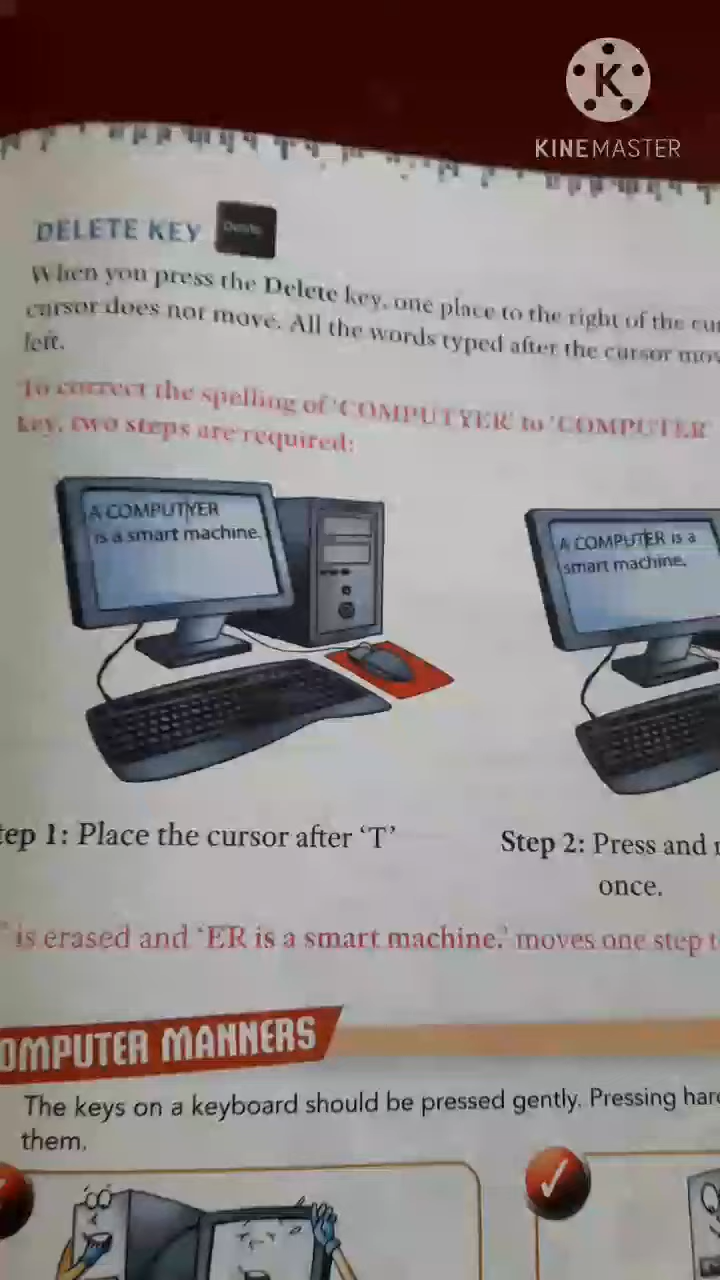 K
KINEMASTER
DELETE KEY Delete
When you press the Delete key, one place to the right of the cur
cursor does not move. All the words typed after the cursor mov
left.
To correct the spelling of 'COMPUTYER' to 'COMPUTER
key, two steps are required:
A COMPUTYER
is a smart machine.
A COMPUTER is a
smart machine.
tep 1: Place the cursor after 'T'
Step 2: Press and r
once.
' is erased and 'ER is a smart machine.' moves one step t
OMPUTER MANNERS
The keys on a keyboard should be pressed gently. Pressing hard
them.